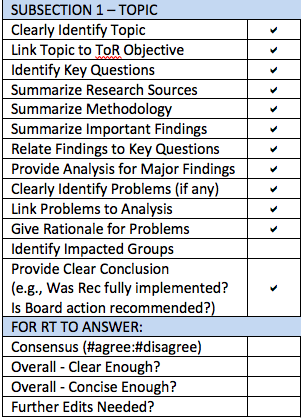 SUBSECTION 1 – TOPIC
Clearly Identify Topic ✓
Link Topic to ToR Objective ✓
Identify Key Questions ✓
Summarize Research Sources ✓
Summarize Methodology ✓
Summarize Important Findings ✓
Relate Findings to Key Questions ✓
Provide Analysis for Major Findings ✓
Clearly Identify Problems (if any) ✓
Link Problems to Analysis ✓
Give Rationale for Problems ✓
Identify Impacted Groups
Provide Clear Conclusion
(e.g., Was Rec fully implemented? ✓
Is Board action recommended?)
FOR RT TO ANSWER:
Consensus (#agree:#disagree)
Overall - Clear Enough?
Overall - Concise Enough?
Further Edits Needed?